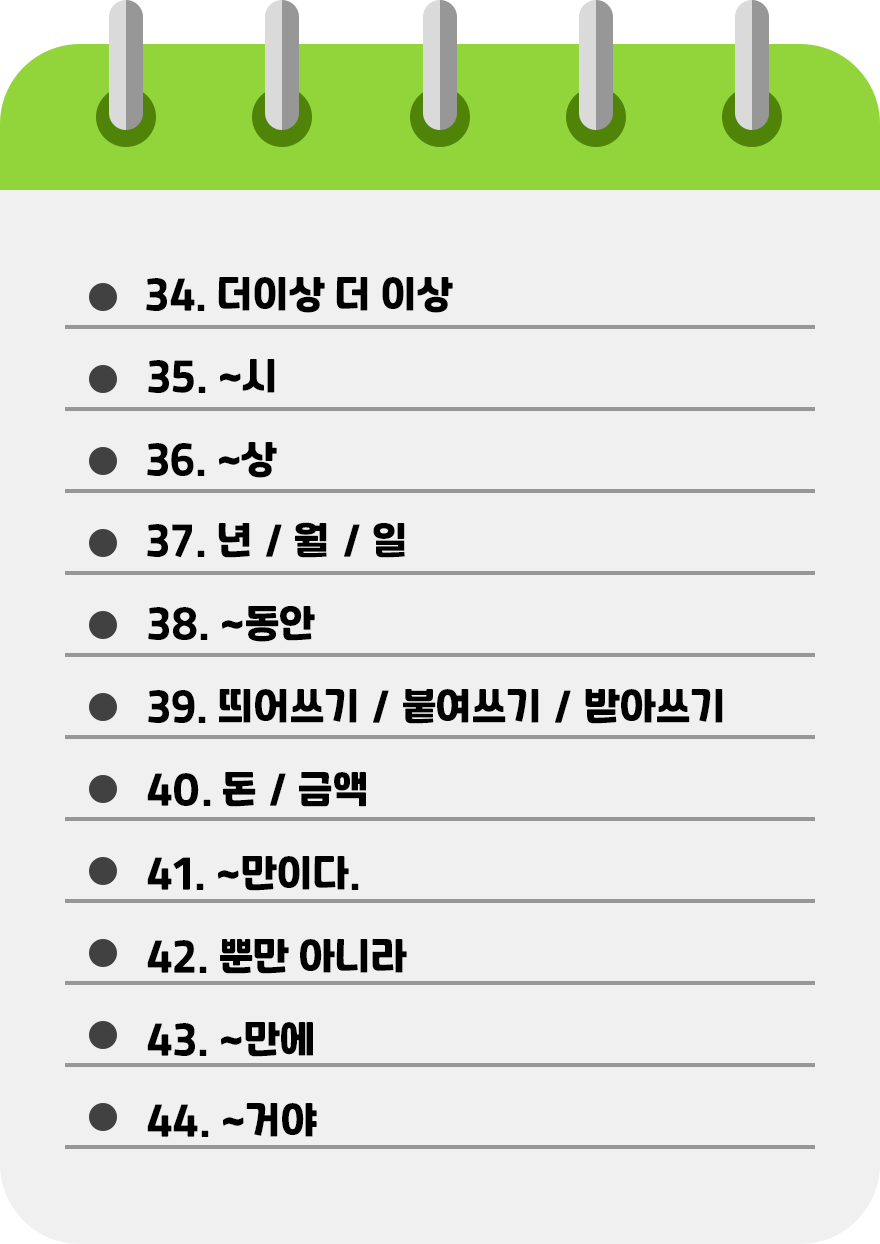 34. 더이상 더 이상
35. ~시
36. ~상
37. 년 / 월 / 일
38. ~동안
39. 띄어쓰기 / 붙여쓰기 / 받아쓰기
40. 돈 / 금액
41. ~만이다.
42. 뿐만 아니라
43. ~만에
44. ~거야